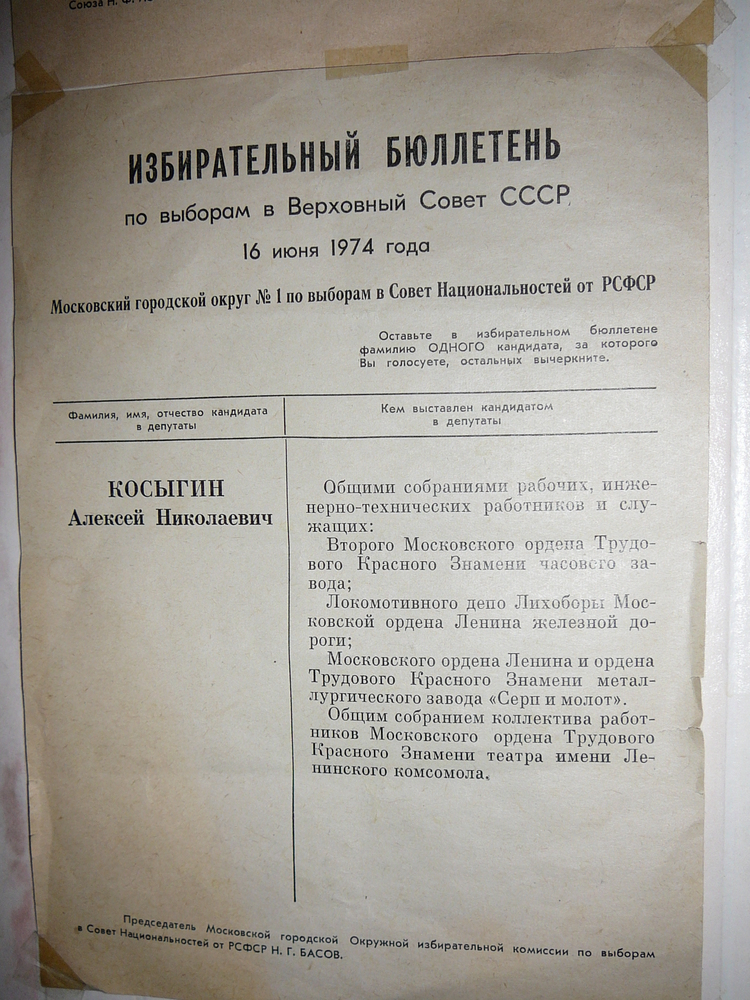 Союза Н.
ИЗБИРАТЕЛЬНЫЙ БЮЛЛЕТЕНЬ
по выборам в Верховный Совет СССР
16 июня 1974 года
Московский городской округ № 1 по выборам в Совет Национальностей от РСФСР
Оставьте в избирательном бюллетене
фамилию ОДНОГО кандидата, за которого
Вы голосуете, остальных вычеркните.
Фамилия, имя, отчество кандидата
в депутаты
Кем выставлен кандидатом
в депутаты
КОСЫГИН
Алексей Николаевич
Общими собраниями рабочих, инже-
нерно-технических работников и слу-
жащих:
Второго Московского ордена Трудо-
вого Красного Знамени часового за-
вода;
Локомотивного депо Лихоборы Мос-
ковской ордена Ленина железной до-
роги;
Московского ордена Ленина и ордена
Трудового Красного Знамени метал-
лургического завода «Серп и молот».
Общим собранием коллектива работ-
ников Московского ордена Трудового
Красного Знамени театра имени Ле-
нинского комсомола.
Председатель Московской городской Окружной избирательной комиссии по выборам
в Совет Национальностей от РСФСР Н. Г. БАСОВ.